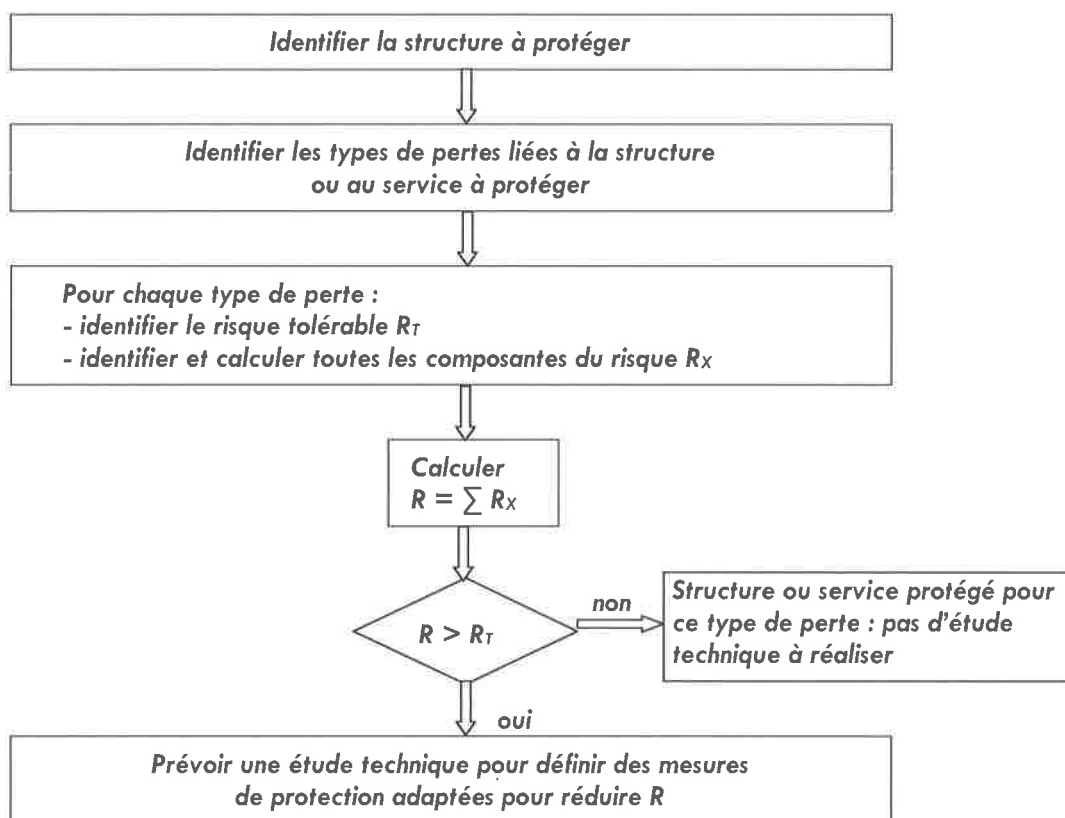 Identifier la structure à protéger
Identifier les types de pertes liées à la structure
ou au service à protéger
Pour chaque type de perte :
- identifier le risque tolérable RT
- identifier et calculer toutes les composantes du risque RX
Calculer
R = ∑ RX
R > RT
non
Structure ou service protégé pour
ce type de perte : pas d'étude
technique à réaliser
oui
Prévoir une étude technique pour définir des mesures
de protection adaptées pour réduire R